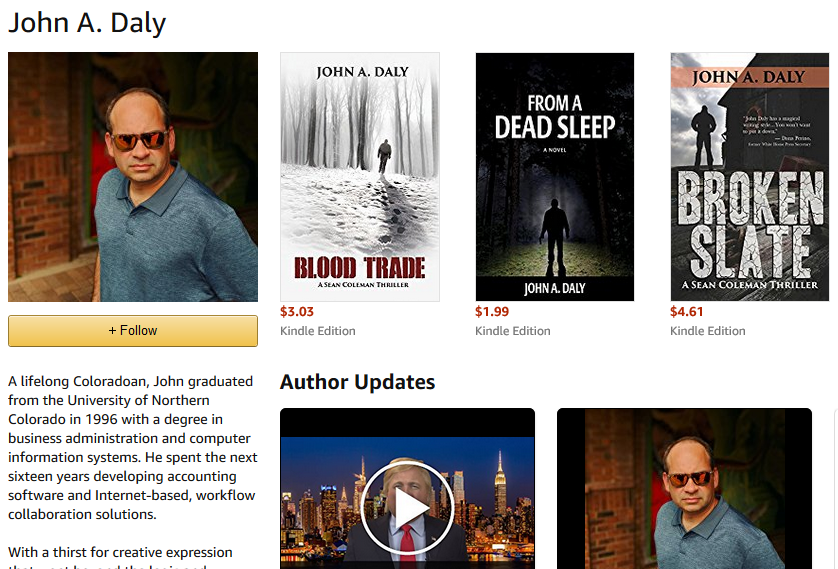 John A. Daly
JOHN A. DALY
BLOOD TRADE
A SEAN COLEMAN THRILLER
$3.03
Kindle Edition
FROM A
DEAD SLEEP
A NOVEL
JOHN A. DALY
$1.99
Kindle Edition
JOHN A. DALY
"John Daly has a magical
writing style...You won't want
to put it down."
— Dana Perino,
former White House Press Secretary
BROKEN
SLATE
A SEAN COLEMAN THRILLER
$4.61
Kindle Edition
+ Follow
A lifelong Coloradoan, John graduated
from the University of Northern
Colorado in 1996 with a degree in
business administration and computer
information systems. He spent the next
sixteen years developing accounting
software and Internet-based, workflow
collaboration solutions.
With a thirst for creative expression
Author Updates